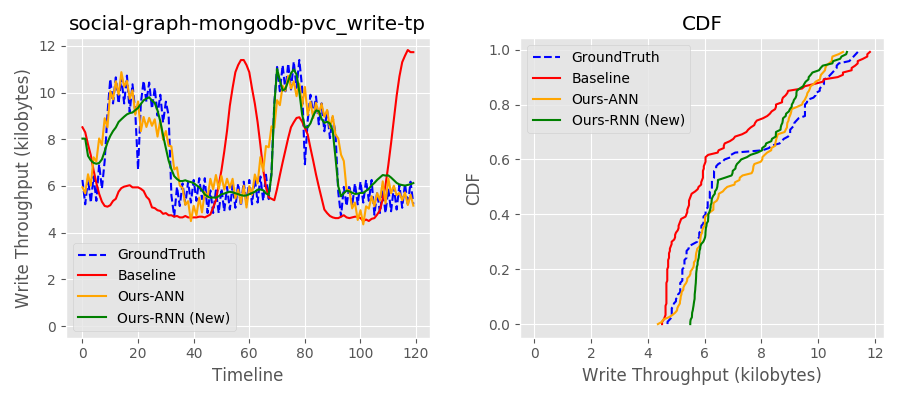 social-graph-mongodb-pvc_write-tp
Write Throughput (kilobytes)
12
10
8
6
4
2
0
GroundTruth
Baseline
Ours-ANN
Ours-RNN (New)
0 20 40 60 80 100 120
Timeline
CDF
CDF
1.0
0.8
0.6
0.4
0.2
0.0
GroundTruth
Baseline
Ours-ANN
Ours-RNN (New)
0 2 4 6 8 10 12
Write Throughput (kilobytes)